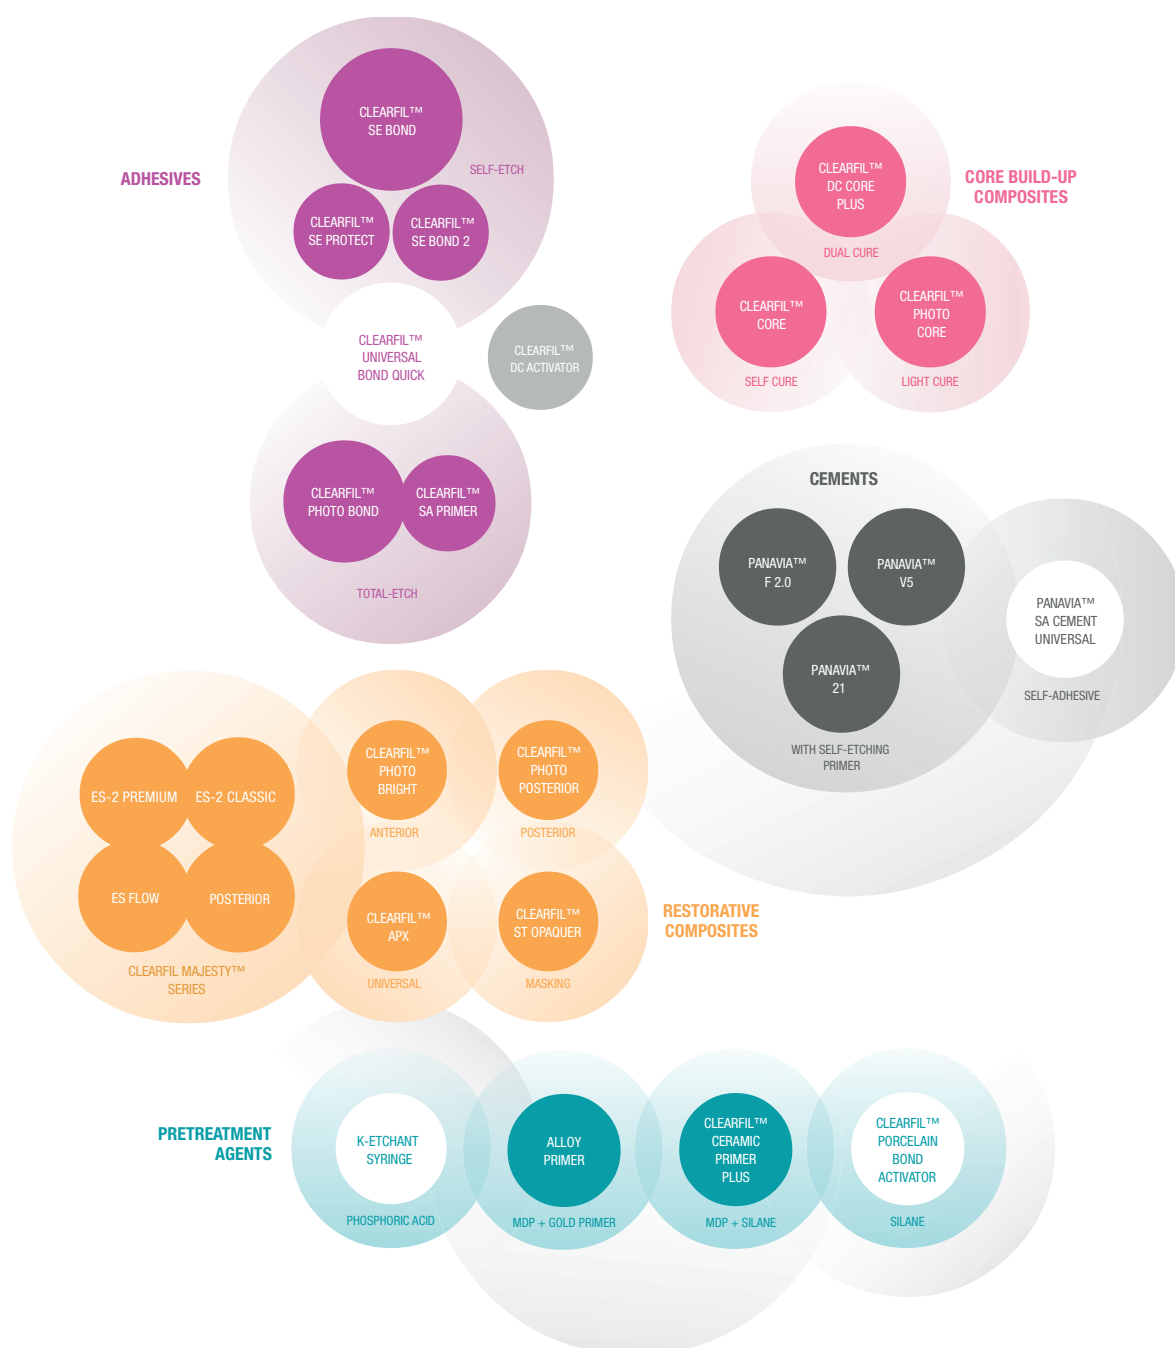 ADHESIVES
CLEARFIL™
SE BOND
SELF-ETCH
CLEARFIL™
SE PROTECT
CLEARFIL™
SE BOND 2
CLEARFIL™
UNIVERSAL
BOND QUICK
CLEARFIL™
DC ACTIVATOR
CLEARFIL™
PHOTO BOND
CLEARFIL™
SA PRIMER
TOTAL-ETCH
CORE BUILD-UP
COMPOSITES
CLEARFIL™
DC CORE
PLUS
DUAL CURE
CLEARFIL™
CORE
SELF CURE
CLEARFIL™
PHOTO
CORE
LIGHT CURE
CEMENTS
PANAVIA™
F 2.0
PANAVIA™
V5
PANAVIA™
21
WITH SELF-ETCHING
PRIMER
PANAVIA™
SA CEMENT
UNIVERSAL
SELF-ADHESIVE
ES-2 PREMIUM
ES-2 CLASSIC
ES FLOW
POSTERIOR
CLEARFIL MAJESTY™
SERIES
CLEARFIL™
PHOTO
BRIGHT
ANTERIOR
CLEARFIL™
PHOTO
POSTERIOR
POSTERIOR
CLEARFIL™
APX
UNIVERSAL
CLEARFIL™
ST OPAQUER
MASKING
RESTORATIVE
COMPOSITES
PRETREATMENT
AGENTS
K-ETCHANT
SYRINGE
PHOSPHORIC ACID
ALLOY
PRIMER
MDP + GOLD PRIMER
CLEARFIL™
CERAMIC
PRIMER
PLUS
MDP + SILANE
CLEARFIL™
PORCELAIN
BOND
ACTIVATOR
SILANE